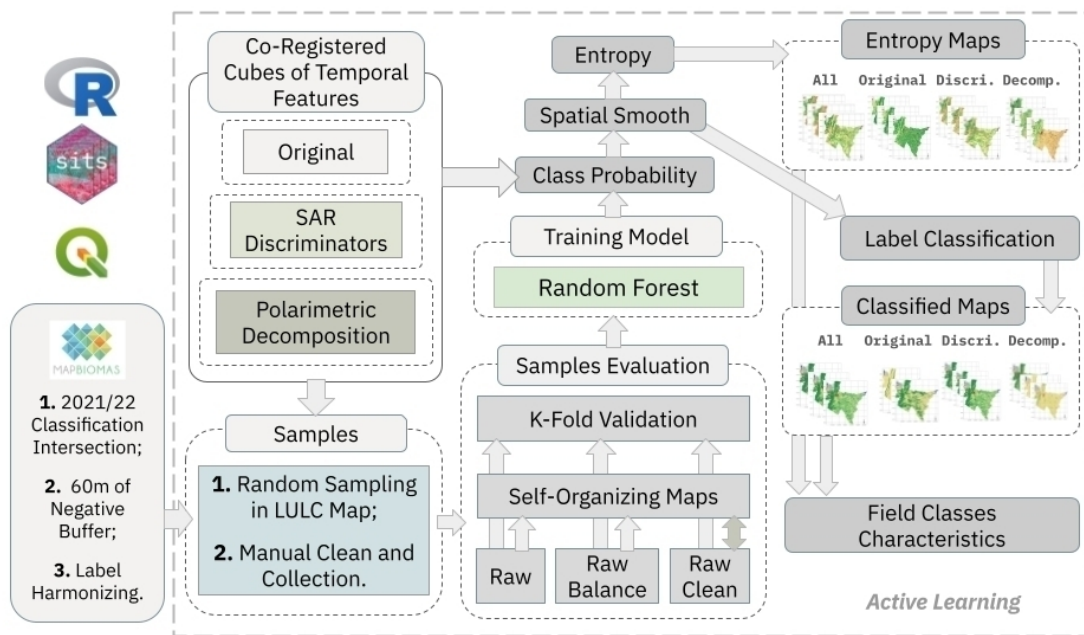 R
sits
MAPBIOMAS
1. 2021/22
Classification
Intersection;
2. 60m of
Negative
Buffer;
3. Label
Harmonizing.
Co-Registered
Cubes of Temporal
Features
Original
SAR
Discriminators
Polarimetric
Decomposition
Samples
1. Random Sampling
in LULC Map;
2. Manual Clean and
Collection.
Entropy
Spatial Smooth
Class Probability
Training Model
Random Forest
Samples Evaluation
K-Fold Validation
Self-Organizing Maps
Raw
Raw
Balance
Raw
Clean
Entropy Maps
All Original Discri. Decomp.
Label Classification
Classified Maps
All Original Discri. Decomp.
Field Classes
Characteristics
Active Learning